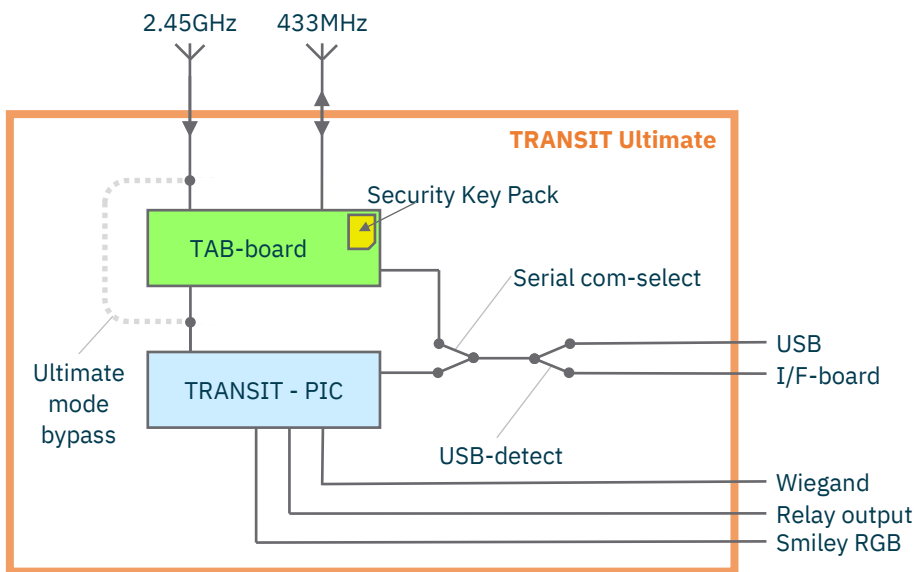 2.45GHz
433MHz
TRANSIT Ultimate
Security Key Pack
TAB-board
Serial com-select
USB
I/F-board
Ultimate
mode
bypass
TRANSIT - PIC
USB-detect
Wiegand
Relay output
Smiley RGB